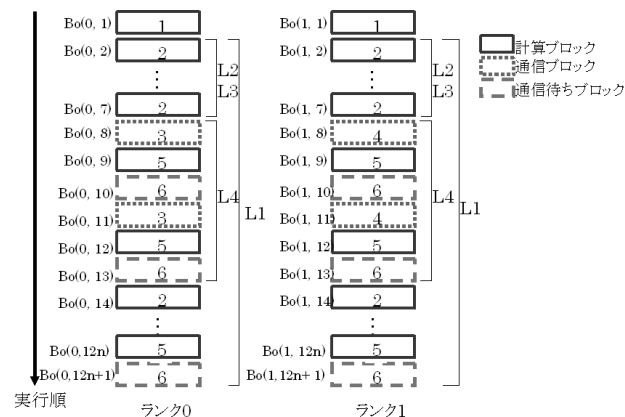 Bo(0, 1) 1
Bo(0, 2) 2
Bo(0, 7) 2
Bo(0, 8) 3
Bo(0, 9) 5
Bo(0, 10) 6
Bo(0, 11) 3
Bo(0, 12) 5
Bo(0, 13) 6
Bo(0, 14) 2
Bo(0,12n) 5
Bo(0,12n+1) 6
L2
L3
L4
L1
ランク0
Bo(1, 1) 1
Bo(1, 2) 2
Bo(1, 7) 2
Bo(1, 8) 4
Bo(1, 9) 5
Bo(1, 10) 6
Bo(1, 11) 4
Bo(1, 12) 5
Bo(1, 13) 6
Bo(1, 14) 2
Bo(1, 12n) 5
Bo(1,12n+1) 6
L2
L3
L4
L1
ランク1
計算ブロック
通信ブロック
通信待ちブロック
実行順